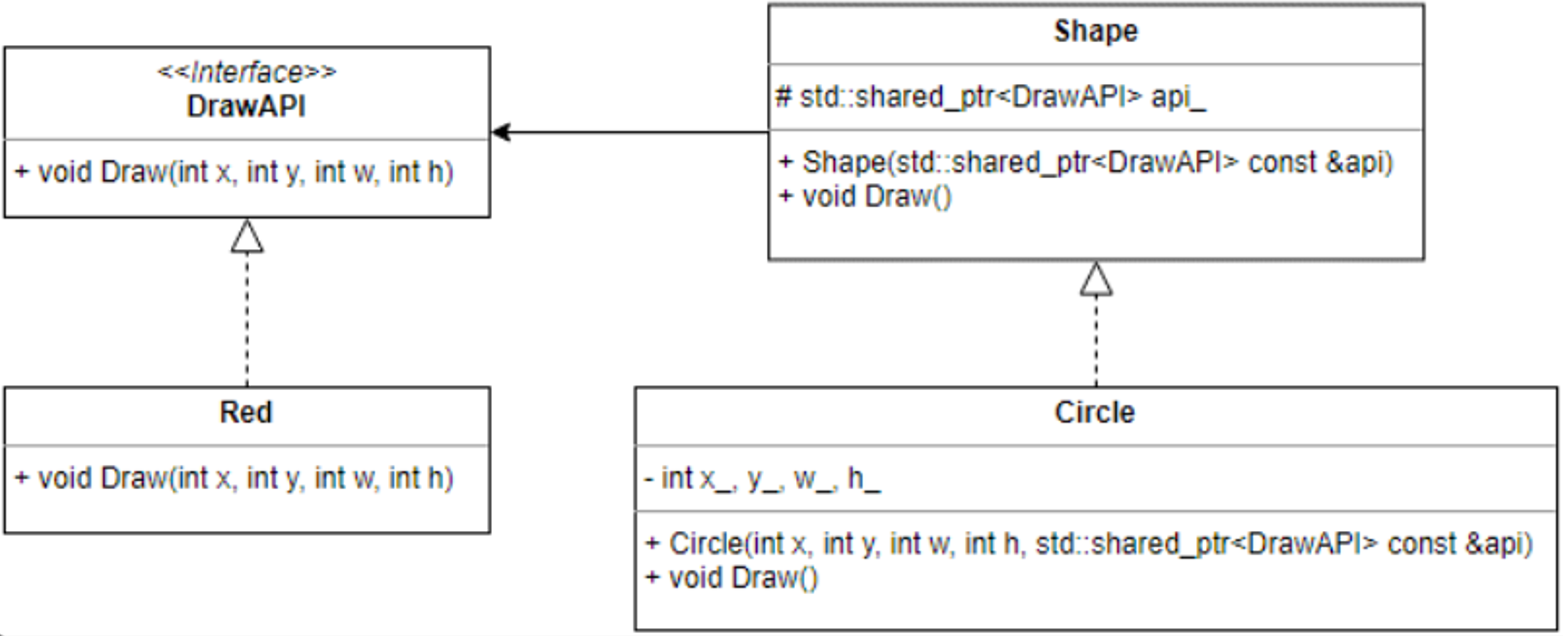 <<Interface>>
DrawAPI
+ void Draw(int x, int y, int w, int h)
Shape
# std::shared_ptr<DrawAPI> api_
+ Shape(std::shared_ptr<DrawAPI> const &api)
+ void Draw()
Red
+ void Draw(int x, int y, int w, int h)
Circle
- int x_, y_, w_, h_
+ Circle(int x, int y, int w, int h, std::shared_ptr<DrawAPI> const &api)
+ void Draw()